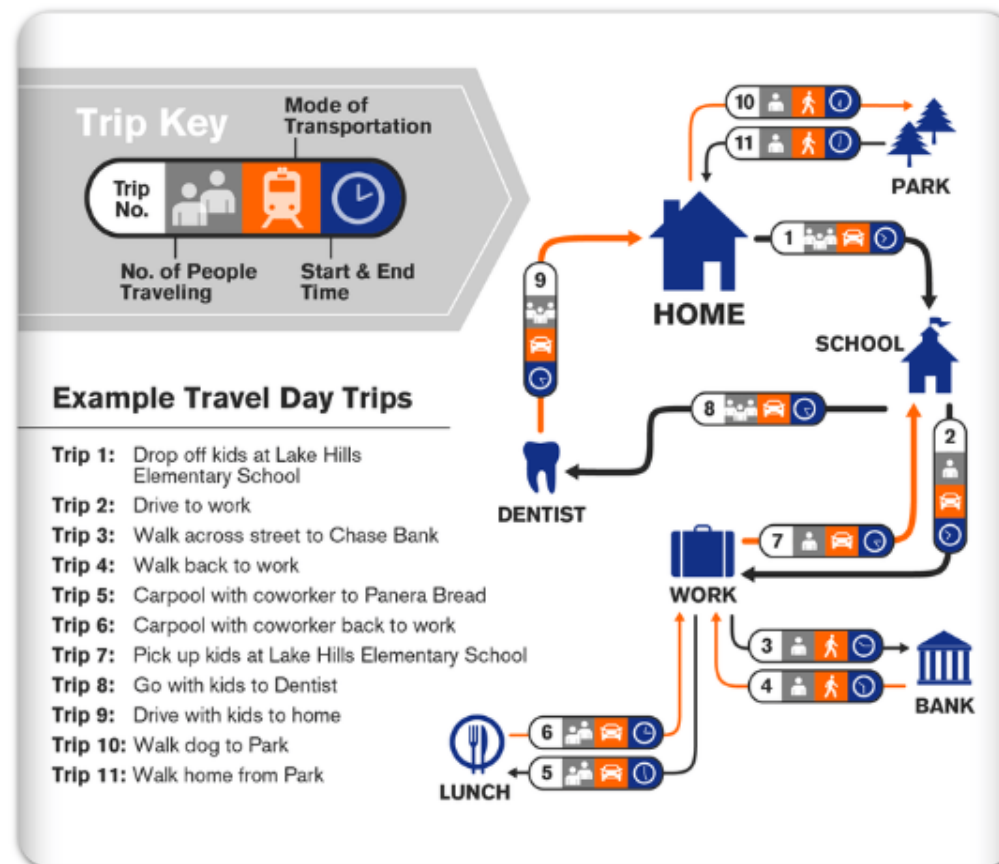 Trip Key
Mode of
Transportation
Trip
No.
No. of People
Traveling
Start & End
Time
Example Travel Day Trips
Trip 1: Drop off kids at Lake Hills
Elementary School
Trip 2: Drive to work
Trip 3: Walk across street to Chase Bank
Trip 4: Walk back to work
Trip 5: Carpool with coworker to Panera Bread
Trip 6: Carpool with coworker back to work
Trip 7: Pick up kids at Lake Hills Elementary School
Trip 8: Go with kids to Dentist
Trip 9: Drive with kids to home
Trip 10: Walk dog to Park
Trip 11: Walk home from Park
10
11
PARK
1
9
HOME
SCHOOL
8
2
DENTIST
7
WORK
3
4
BANK
6
5
LUNCH